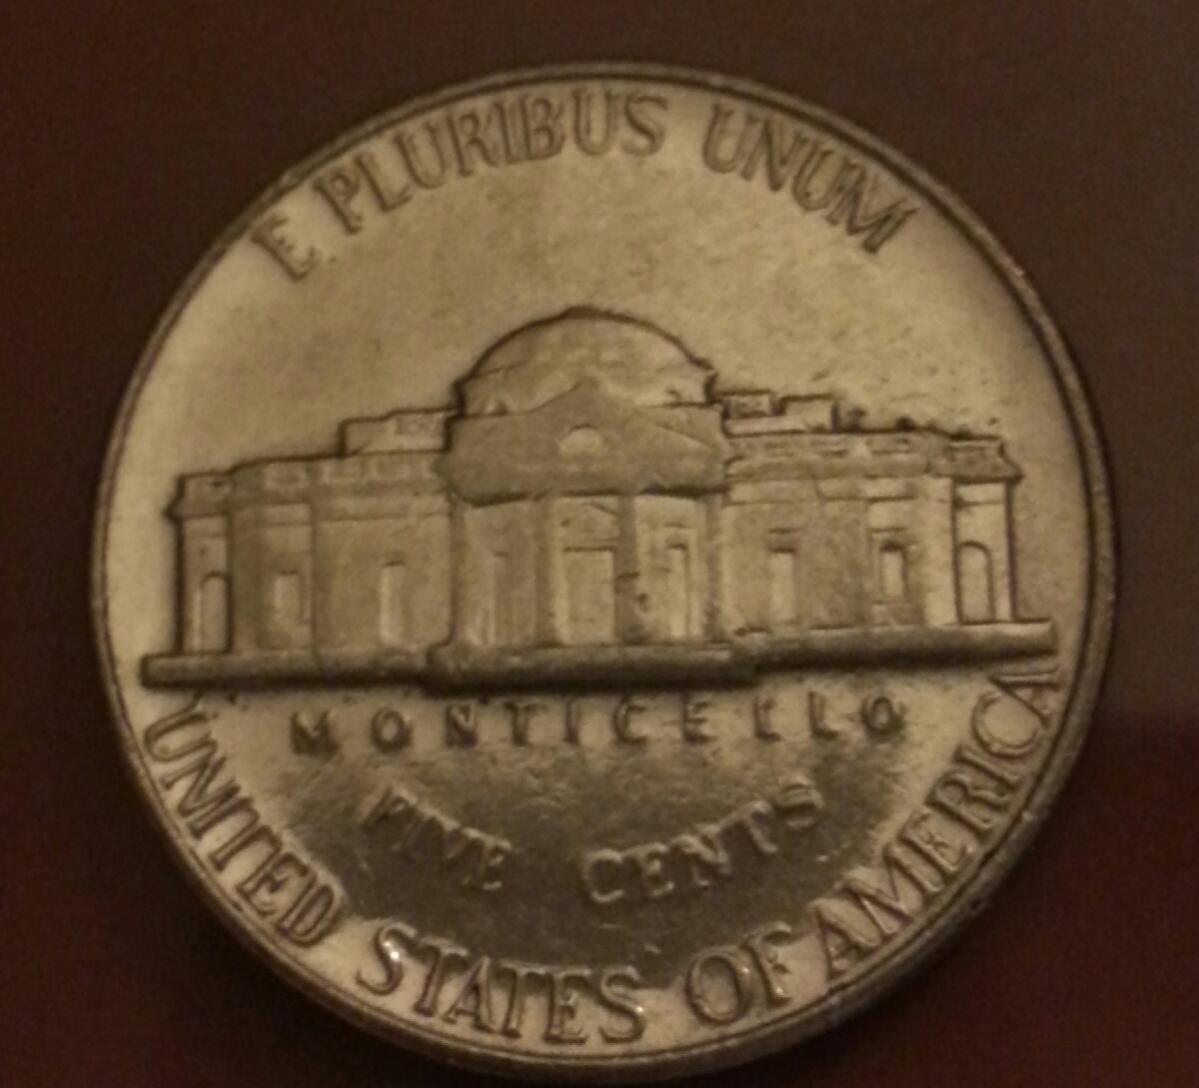 E PLURIBUS UNUM
MONTICELLO
FIVE CENTS
UNITED STATES OF AMERICA